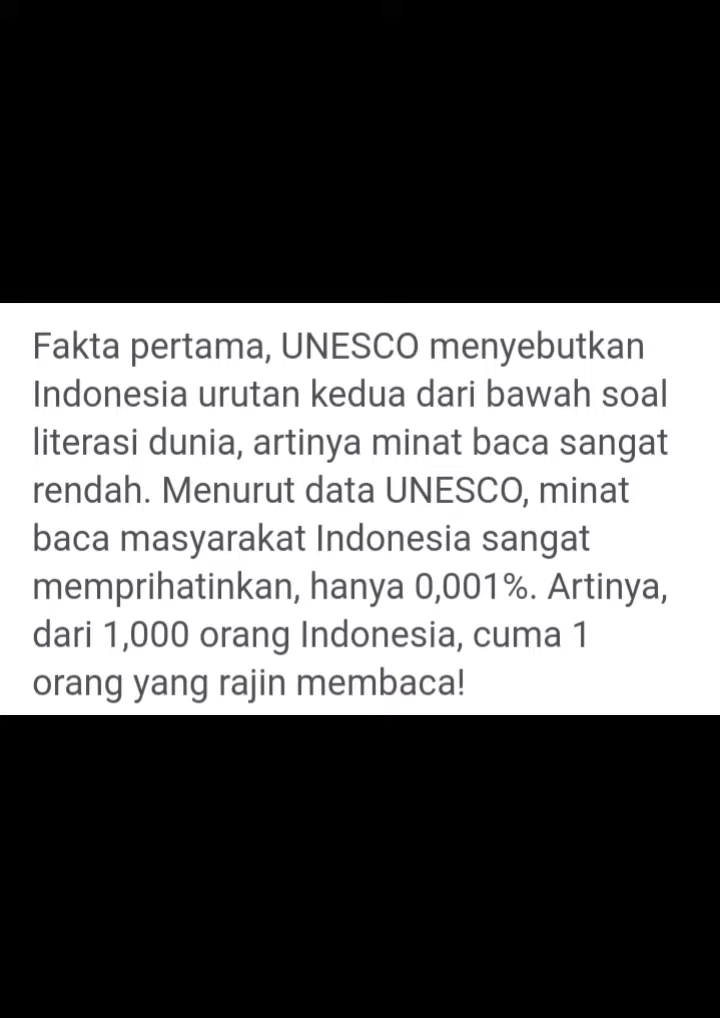 Fakta pertama, UNESCO menyebutkan
Indonesia urutan kedua dari bawah soal
literasi dunia, artinya minat baca sangat
rendah. Menurut data UNESCO, minat
baca masyarakat Indonesia sangat
memprihatinkan, hanya 0,001%. Artinya,
dari 1,000 orang Indonesia, cuma 1
orang yang rajin membaca!